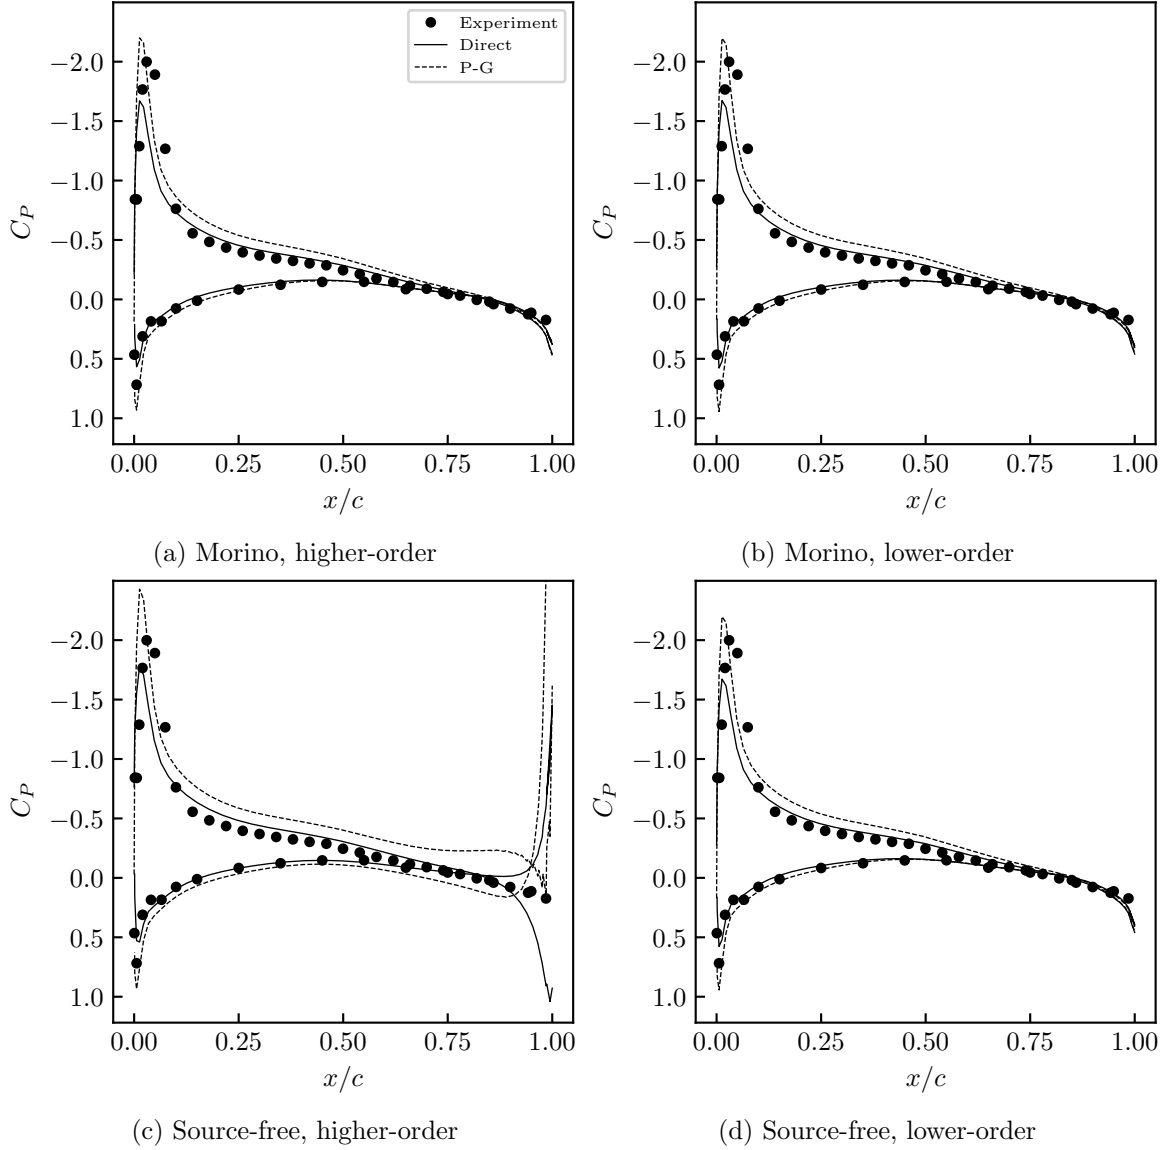 Experiment
Direct
P-G
−2.0
−1.5
−1.0
−0.5
0.0
0.5
1.0
C_P
0.00 0.25 0.50 0.75 1.00
x/c
(a) Morino, higher-order
−2.0
−1.5
−1.0
−0.5
0.0
0.5
1.0
C_P
0.00 0.25 0.50 0.75 1.00
x/c
(b) Morino, lower-order
−2.0
−1.5
−1.0
−0.5
0.0
0.5
1.0
C_P
0.00 0.25 0.50 0.75 1.00
x/c
(c) Source-free, higher-order
−2.0
−1.5
−1.0
−0.5
0.0
0.5
1.0
C_P
0.00 0.25 0.50 0.75 1.00
x/c
(d) Source-free, lower-order